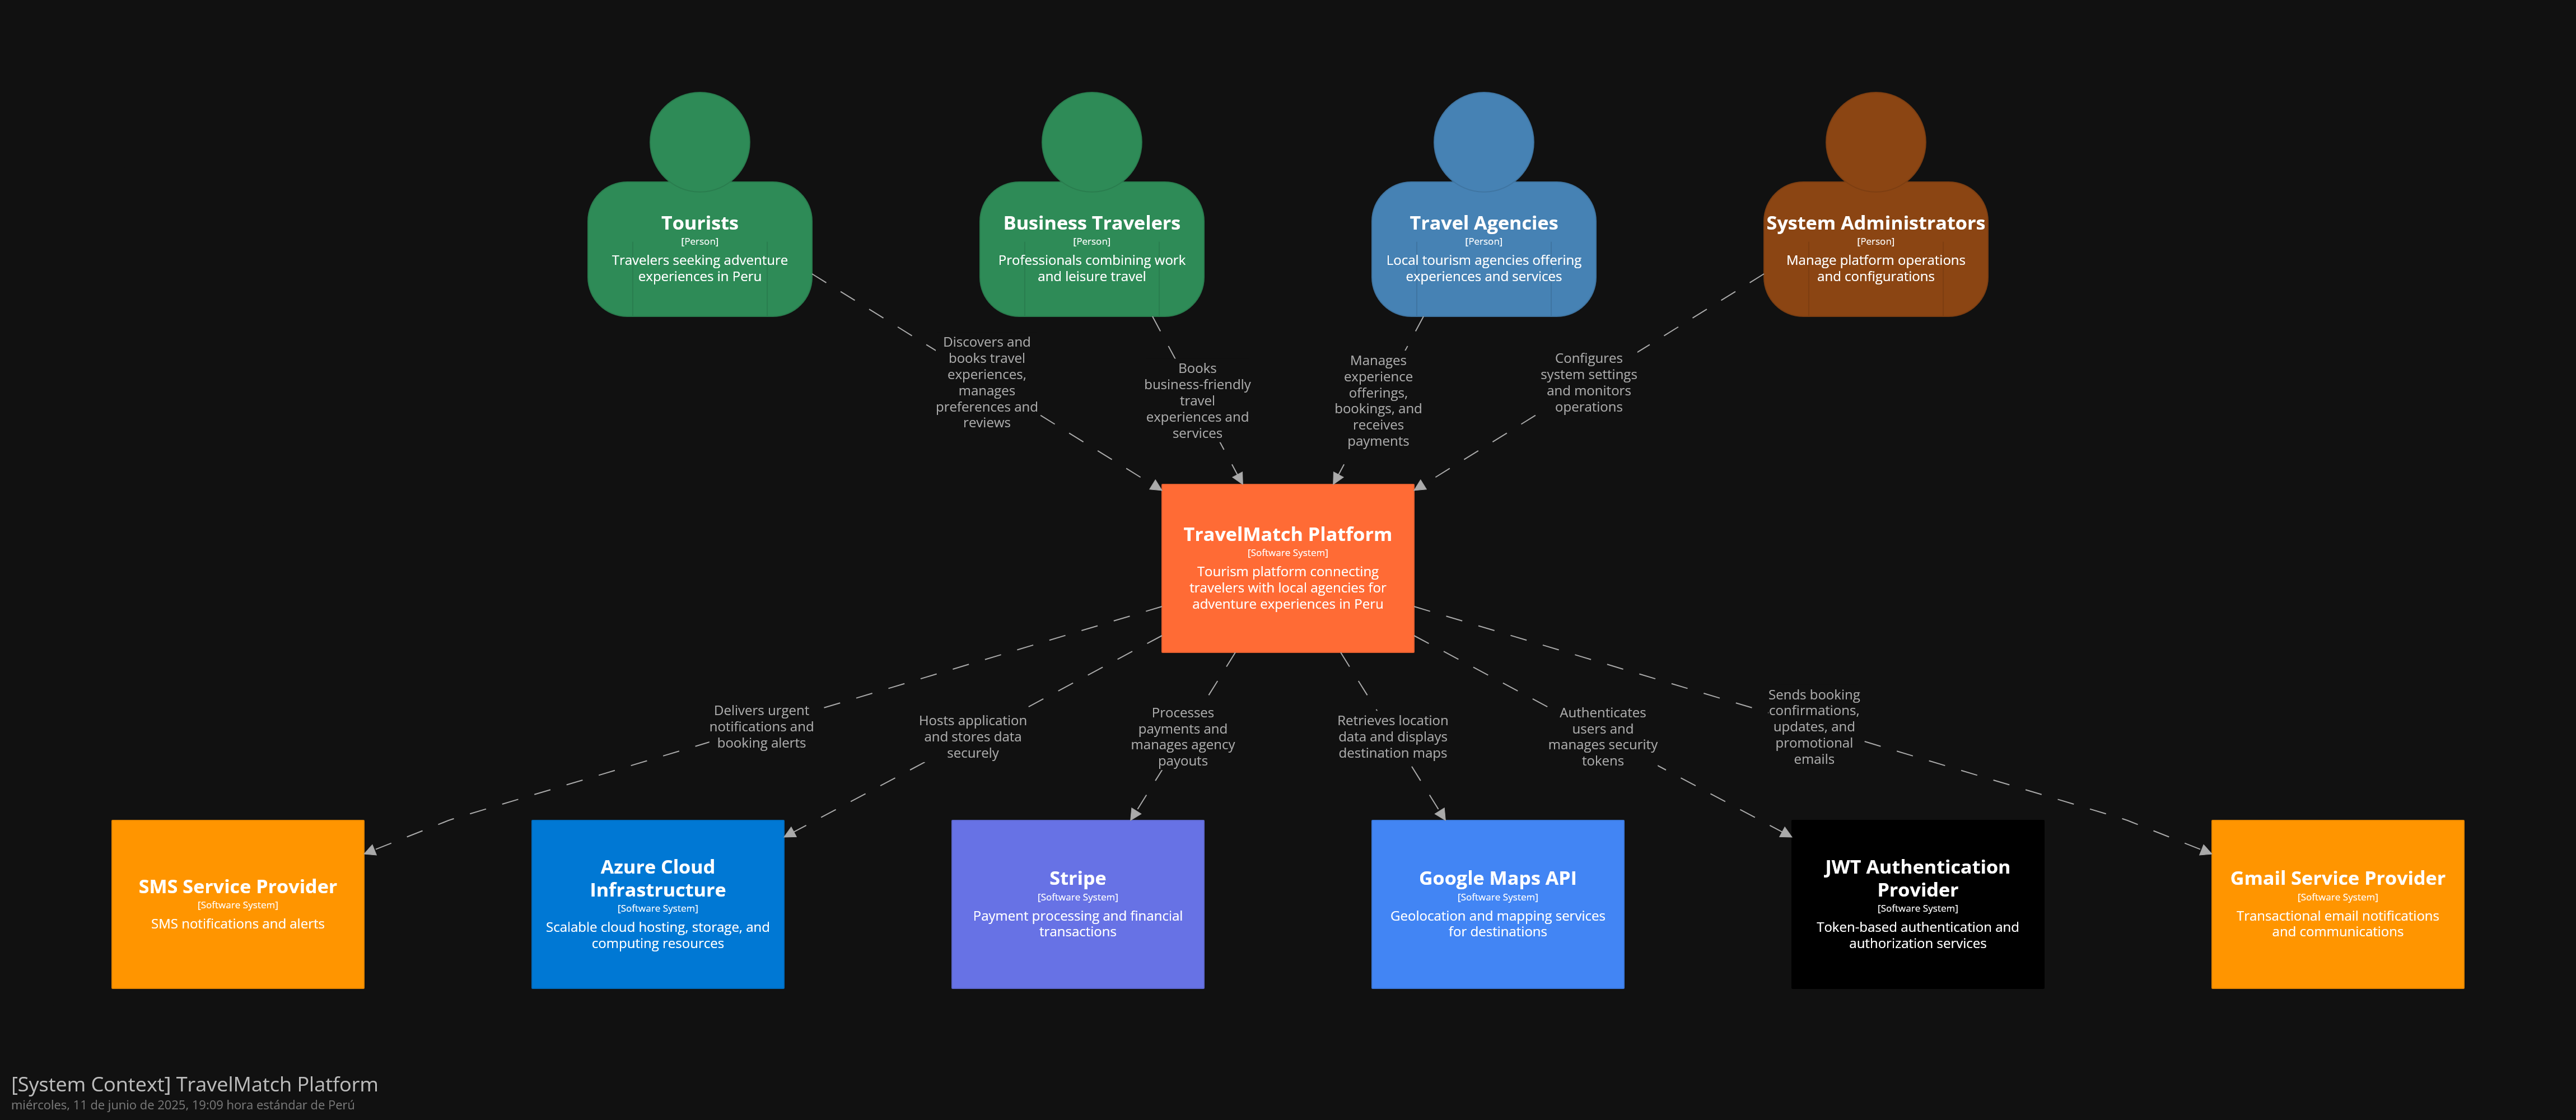 Tourists
[Person]
Travelers seeking adventure
experiences in Peru
Business Travelers
[Person]
Professionals combining work
and leisure travel
Travel Agencies
[Person]
Local tourism agencies offering
experiences and services
System Administrators
[Person]
Manage platform operations
and configurations
Discovers and
books travel
experiences,
manages
preferences and
reviews
Books
business-friendly
travel
experiences and
services
Manages
experience
offerings,
bookings, and
receives
payments
Configures
system settings
and monitors
operations
TravelMatch Platform
[Software System]
Tourism platform connecting
travelers with local agencies for
adventure experiences in Peru
Delivers urgent
notifications and
booking alerts
Hosts application
and stores data
securely
Processes
payments and
manages agency
payouts
Retrieves location
data and displays
destination maps
Authenticates
users and
manages security
tokens
Sends booking
confirmations,
updates, and
promotional
emails
SMS Service Provider
[Software System]
SMS notifications and alerts
Azure Cloud
Infrastructure
[Software System]
Scalable cloud hosting, storage, and
computing resources
Stripe
[Software System]
Payment processing and financial
transactions
Google Maps API
[Software System]
Geolocation and mapping services
for destinations
JWT Authentication
Provider
[Software System]
Token-based authentication and
authorization services
Gmail Service Provider
[Software System]
Transactional email notifications
and communications
[System Context] TravelMatch Platform
miércoles, 11 de junio de 2025, 19:09 hora estándar de Perú